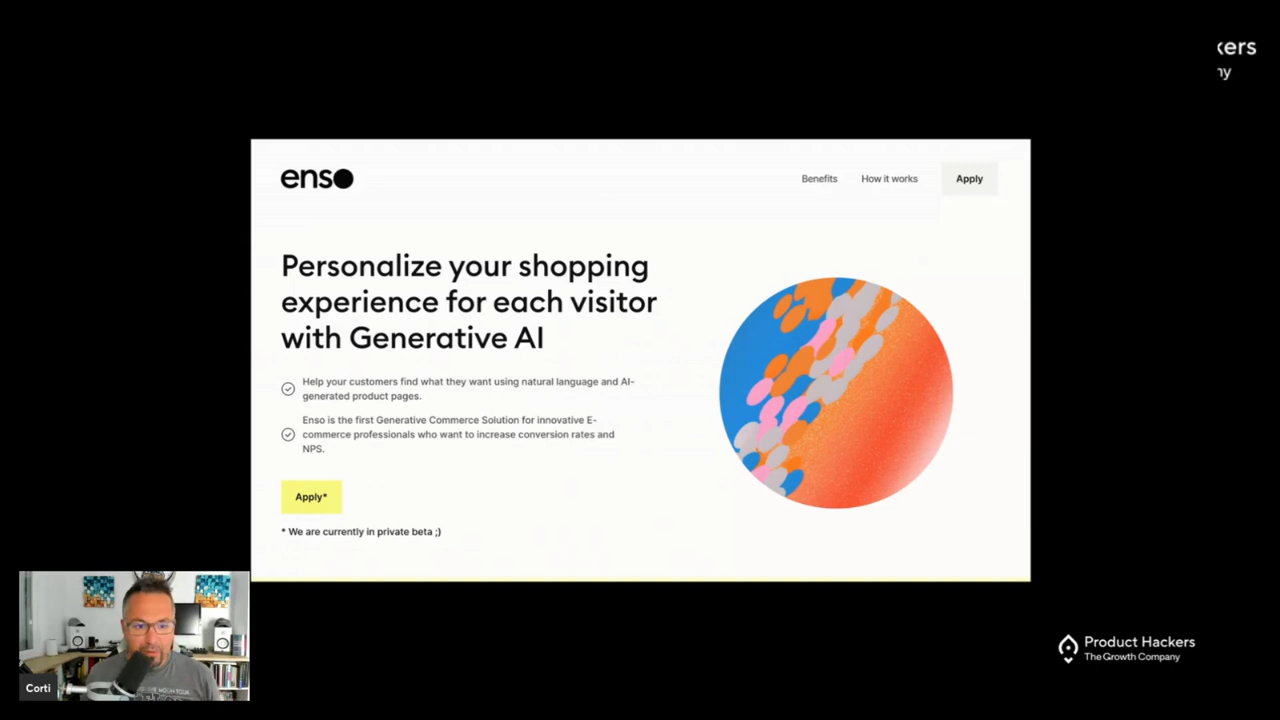 kers
ny
enso
Benefits
How it works
Apply
Personalize your shopping
experience for each visitor
with Generative AI
Help your customers find what they want using natural language and AI-
generated product pages.
Enso is the first Generative Commerce Solution for innovative E-
commerce professionals who want to increase conversion rates and
NPS.
Apply*
* We are currently in private beta ;)
Corti
Product Hackers
The Growth Company